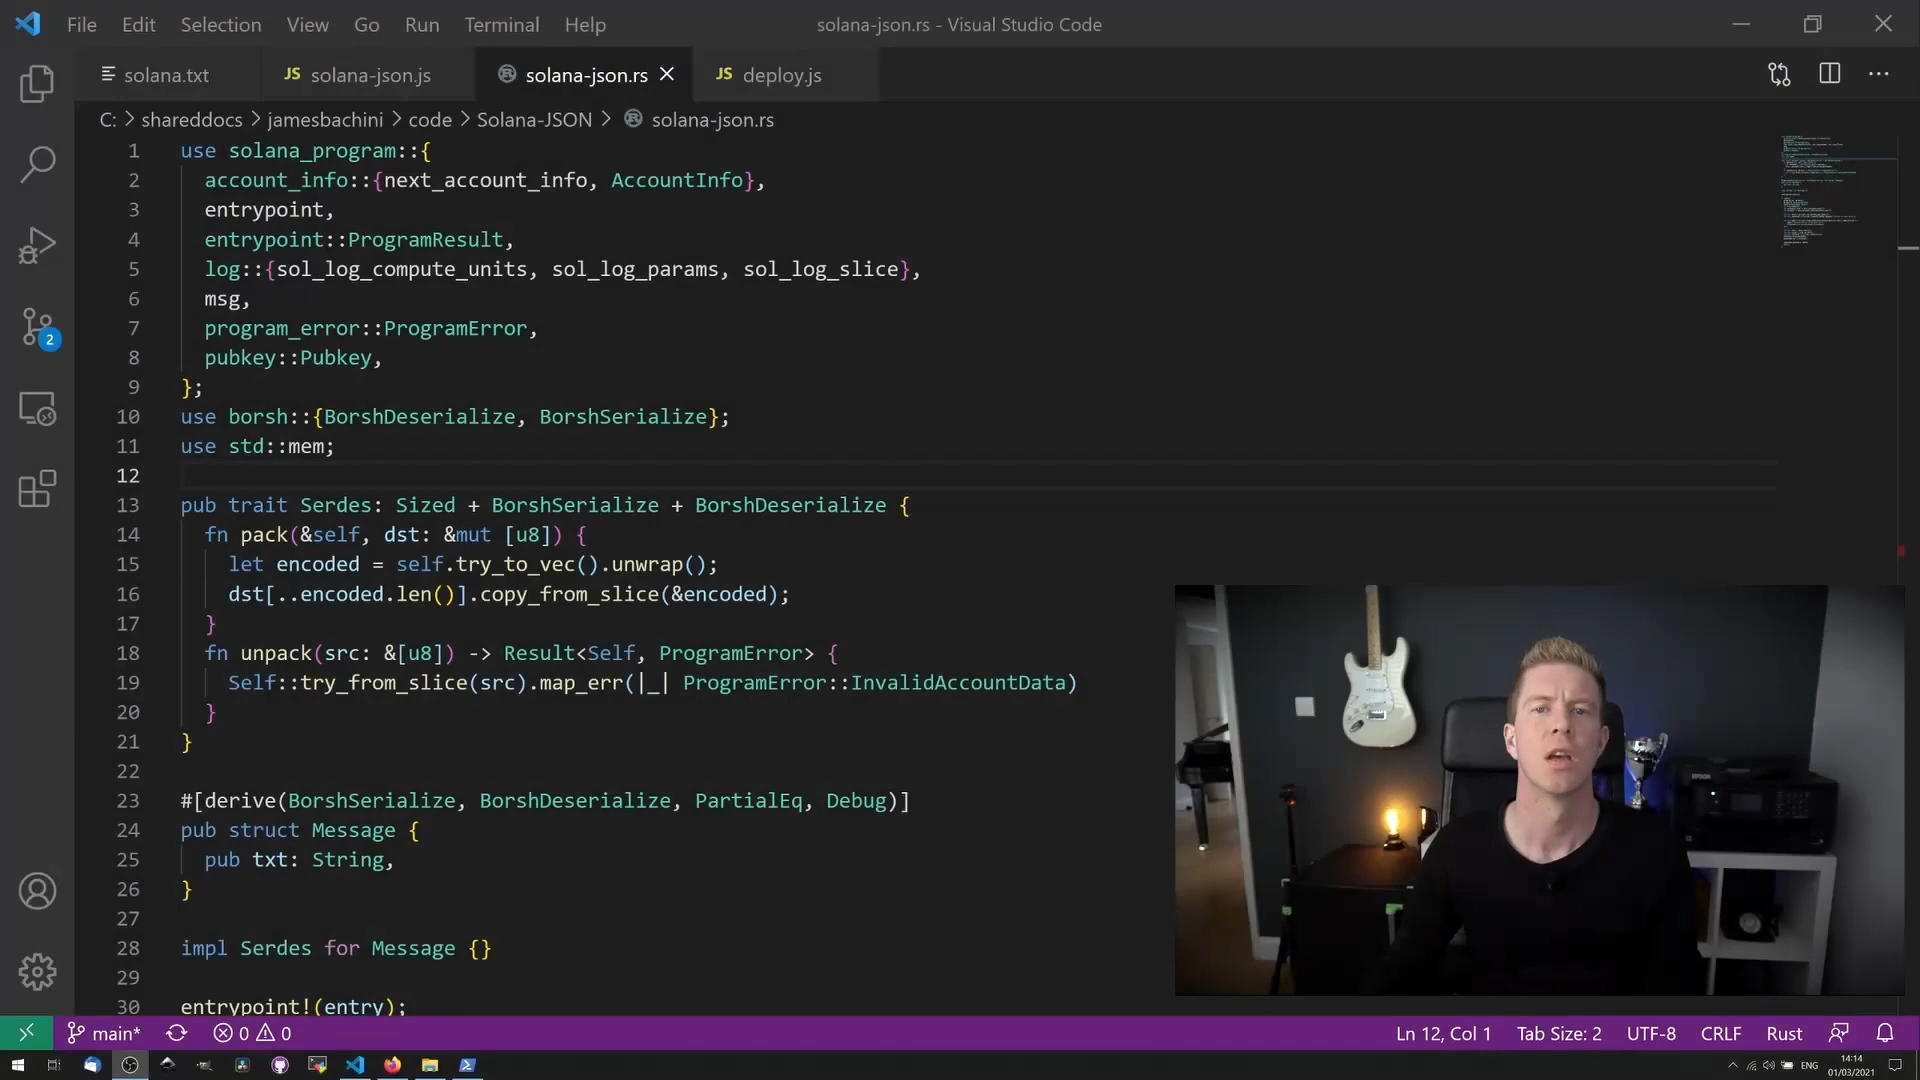 File Edit Selection View Go Run Terminal Help
solana-json.rs - Visual Studio Code
solana.txt
JS solana-json.js
solana-json.rs
JS deploy.js
C: > shareddocs > jamesbachini > code > Solana-JSON > solana-json.rs
1 use solana_program::{
2 account_info::{next_account_info, AccountInfo},
3 entrypoint,
4 entrypoint::ProgramResult,
5 log::{sol_log_compute_units, sol_log_params, sol_log_slice},
6 msg,
7 program_error::ProgramError,
8 pubkey::Pubkey,
9 };
10 use borsh::{BorshDeserialize, BorshSerialize};
11 use std::mem;
12
13 pub trait Serdes: Sized + BorshSerialize + BorshDeserialize {
14 fn pack(&self, dst: &mut [u8]) {
15 let encoded = self.try_to_vec().unwrap();
16 dst[..encoded.len()].copy_from_slice(&encoded);
17 }
18 fn unpack(src: &[u8]) -> Result<Self, ProgramError> {
19 Self::try_from_slice(src).map_err(|_| ProgramError::InvalidAccountData)
20 }
21 }
22
23 #[derive(BorshSerialize, BorshDeserialize, PartialEq, Debug)]
24 pub struct Message {
25 pub txt: String,
26 }
27
28 impl Serdes for Message {}
29
30 entrypoint!(entry);
2
EPSON
main* 0 0
Ln 12, Col 1 Tab Size: 2 UTF-8 CRLF Rust
ENG
14:14
01/03/2021